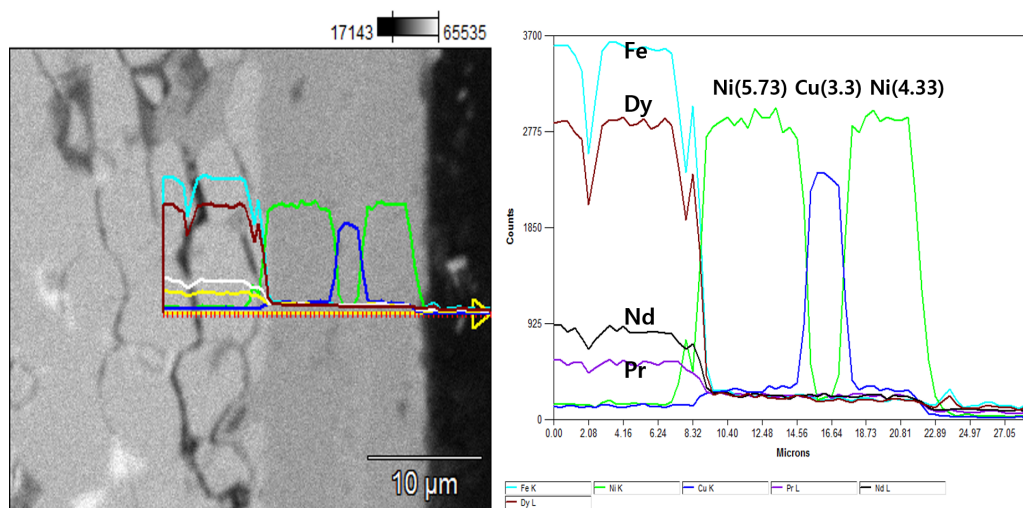 17143 65535
10 μm
3700
2775
1850
925
0
Counts
Fe
Dy
Nd
Pr
Ni(5.73) Cu(3.3) Ni(4.33)
0.00 2.08 4.16 6.24 8.32 10.40 12.48 14.56 16.64 18.73 20.81 22.89 24.97 27.05
Microns
Fe K Ni K Cu K Pr L Nd L
Dy L